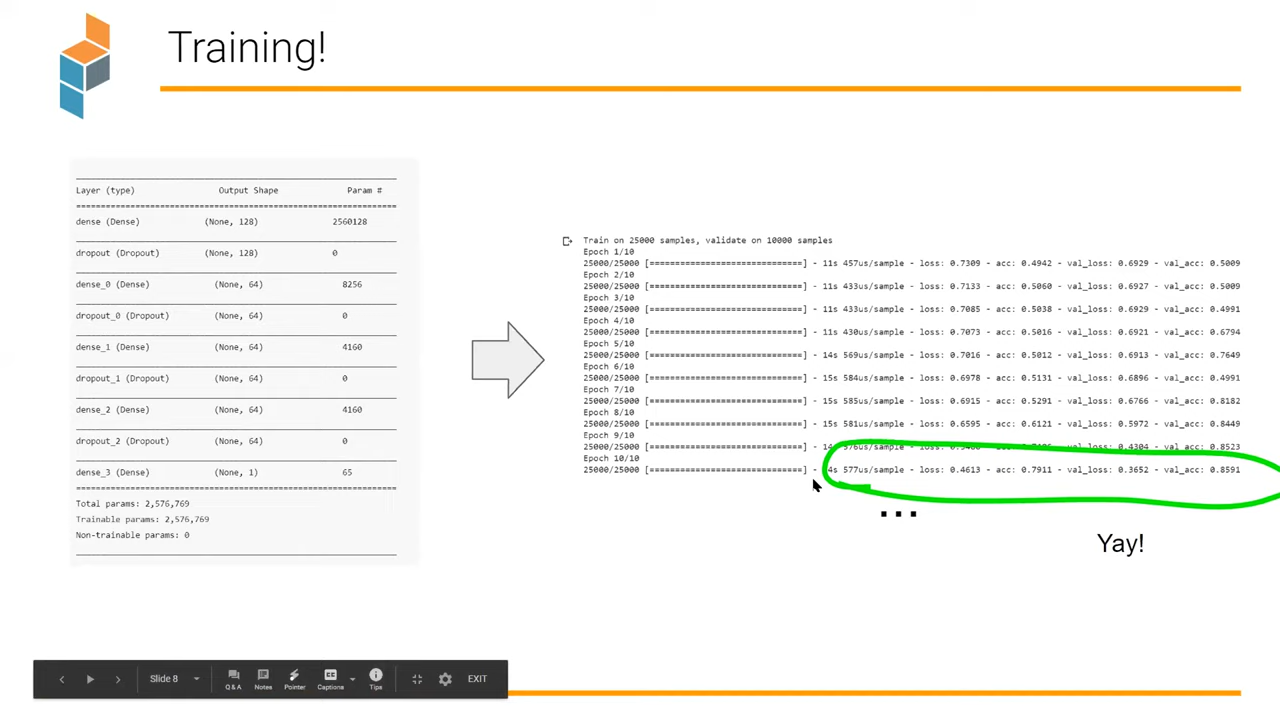 Training!
Layer (type) Output Shape Param #
dense (Dense) (None, 128) 2560128
dropout (Dropout) (None, 128) 0
dense_0 (Dense) (None, 64) 8256
dropout_0 (Dropout) (None, 64) 0
dense_1 (Dense) (None, 64) 4160
dropout_1 (Dropout) (None, 64) 0
dense_2 (Dense) (None, 64) 4160
dropout_2 (Dropout) (None, 64) 0
dense_3 (Dense) (None, 1) 65
Total params: 2,576,769
Trainable params: 2,576,769
Non-trainable params: 0
Train on 25000 samples, validate on 10000 samples
Epoch 1/10
25000/25000 [==============================] - 11s 457us/sample - loss: 0.7309 - acc: 0.4942 - val_loss: 0.6929 - val_acc: 0.5009
Epoch 2/10
25000/25000 [==============================] - 11s 433us/sample - loss: 0.7133 - acc: 0.5060 - val_loss: 0.6927 - val_acc: 0.5009
Epoch 3/10
25000/25000 [==============================] - 11s 433us/sample - loss: 0.7085 - acc: 0.5038 - val_loss: 0.6929 - val_acc: 0.4991
Epoch 4/10
25000/25000 [==============================] - 11s 430us/sample - loss: 0.7073 - acc: 0.5016 - val_loss: 0.6921 - val_acc: 0.6794
Epoch 5/10
25000/25000 [==============================] - 14s 569us/sample - loss: 0.7016 - acc: 0.5012 - val_loss: 0.6913 - val_acc: 0.7649
Epoch 6/10
25000/25000 [==============================] - 15s 584us/sample - loss: 0.6978 - acc: 0.5131 - val_loss: 0.6896 - val_acc: 0.4991
Epoch 7/10
25000/25000 [==============================] - 15s 585us/sample - loss: 0.6915 - acc: 0.5291 - val_loss: 0.6766 - val_acc: 0.8182
Epoch 8/10
25000/25000 [==============================] - 15s 581us/sample - loss: 0.6595 - acc: 0.6121 - val_loss: 0.5972 - val_acc: 0.8449
Epoch 9/10
25000/25000 [==============================] - val_loss: 0.4304 - val_acc: 0.8523
Epoch 10/10
25000/25000 [==============================] - 4s 577us/sample - loss: 0.4613 - acc: 0.7911 - val_loss: 0.3652 - val_acc: 0.8591
...
Yay!
Slide 8 Q & A Notes Pointer CC Captions Tips EXIT